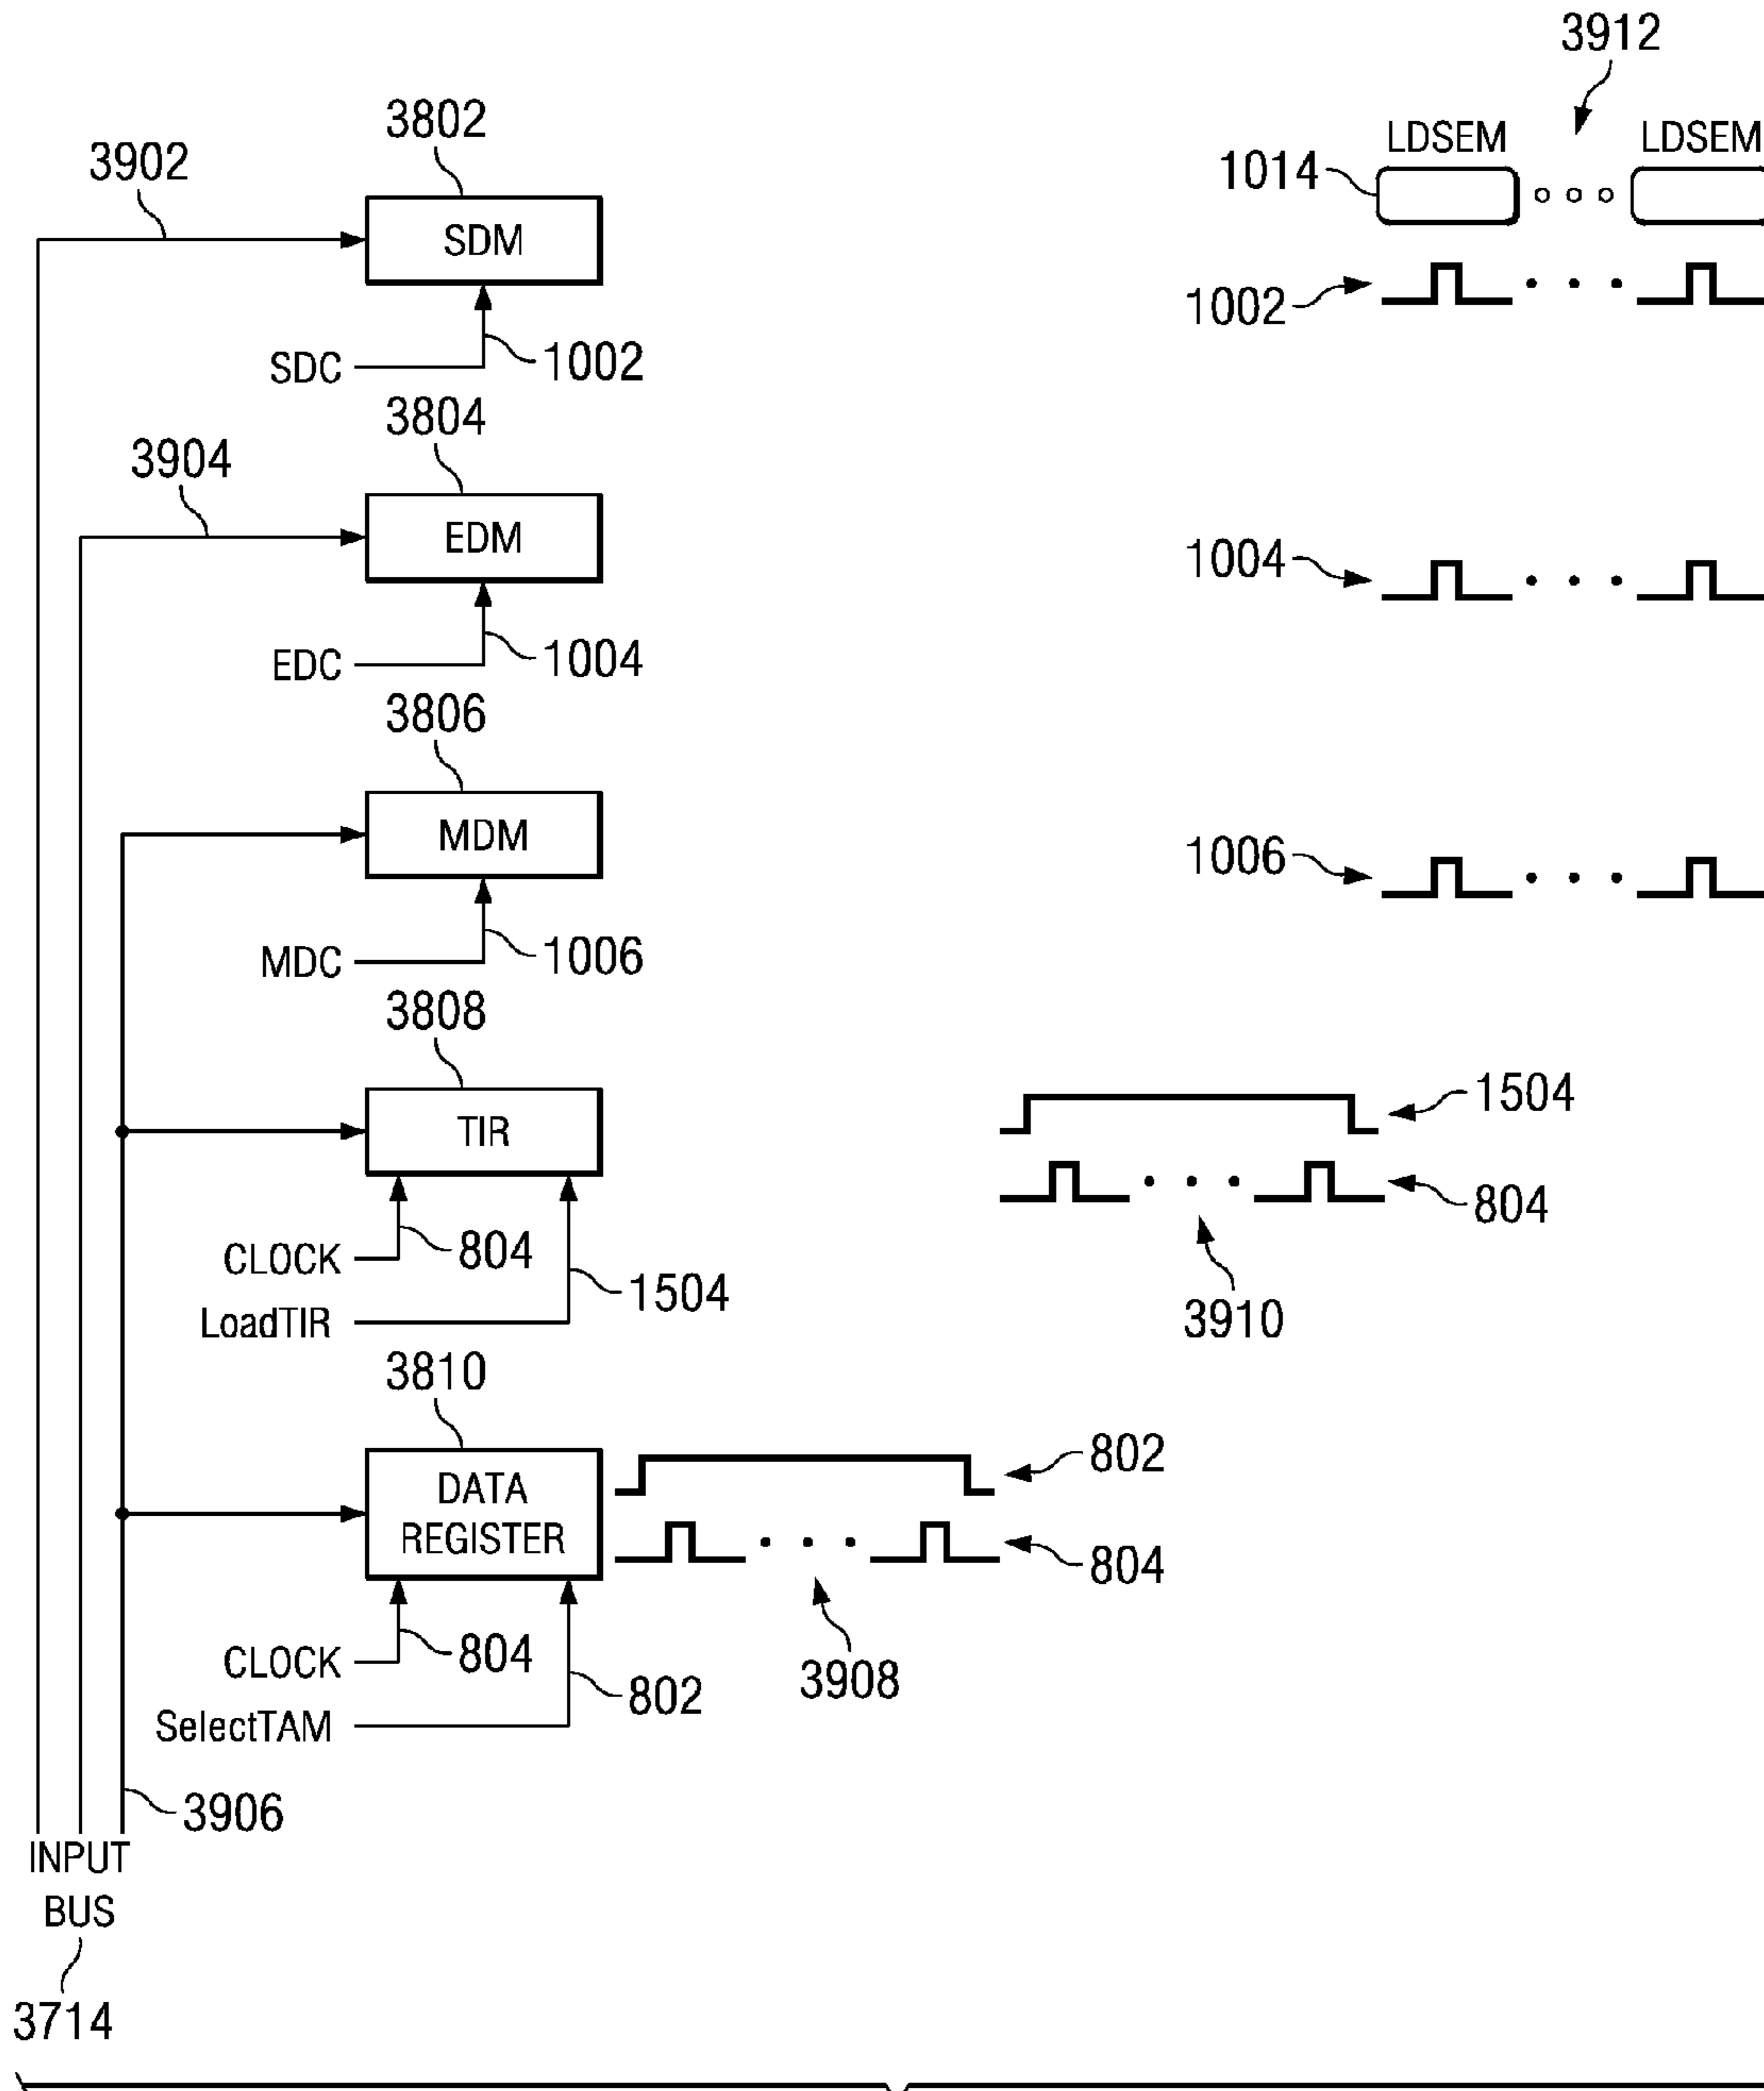 3912
3802
LDSEM LDSEM
3902
1014
SDM
1002
SDC
1002
3804
3904
EDM
1004
EDC
1004
3806
MDM
1006
MDC
1006
3808
TIR
1504
804
CLOCK
804
LoadTIR
1504
3910
3810
DATA
REGISTER
802
804
CLOCK
804
SelectTAM
802
3908
3906
INPUT
BUS
3714